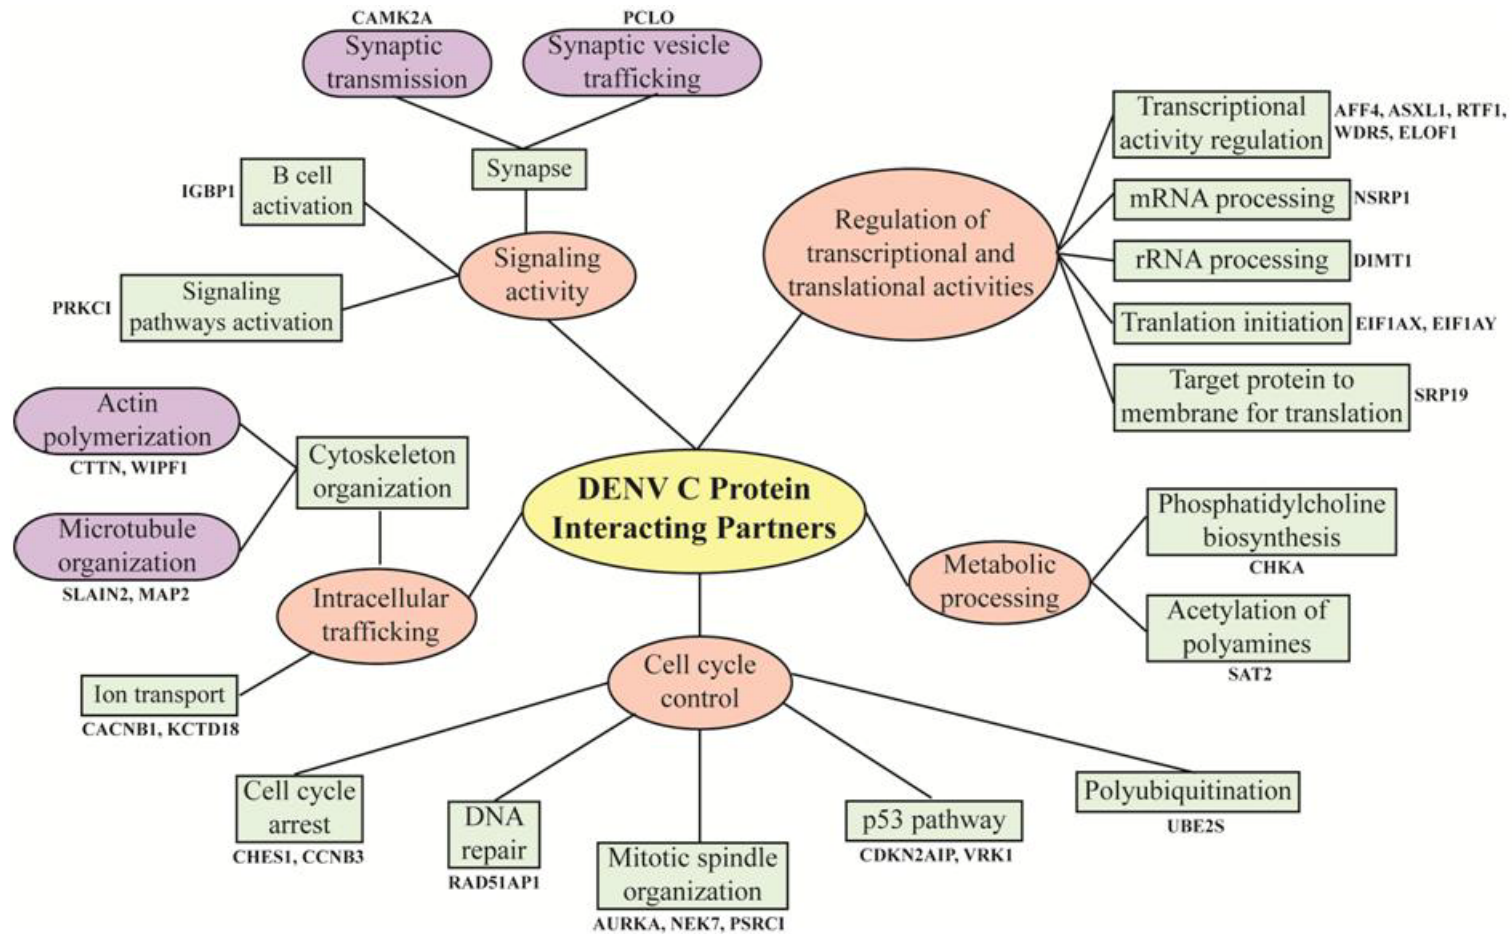 CAMK2A
Synaptic
transmission
PCLO
Synaptic vesicle
trafficking
Synapse
IGBP1
B cell
activation
PRKCI
Signaling
pathways activation
Signaling
activity
Regulation of
transcriptional and
translational activities
Transcriptional
activity regulation
AFF4, ASXL1, RTF1,
WDR5, ELOF1
mRNA processing
NSRP1
rRNA processing
DIMT1
Tranlation initiation
EIF1AX, EIF1AY
Target protein to
membrane for translation
SRP19
Actin
polymerization
CTTN, WIPF1
Cytoskeleton
organization
Microtubule
organization
SLAIN2, MAP2
Intracellular
trafficking
Ion transport
CACNB1, KCTD18
DENV C Protein
Interacting Partners
Metabolic
processing
Phosphatidylcholine
biosynthesis
CHKA
Acetylation of
polyamines
SAT2
Cell cycle
control
Cell cycle
arrest
CHES1, CCNB3
DNA
repair
RAD51AP1
Mitotic spindle
organization
AURKA, NEK7, PSRCI
p53 pathway
CDKN2AIP, VRK1
Polyubiquitination
UBE2S